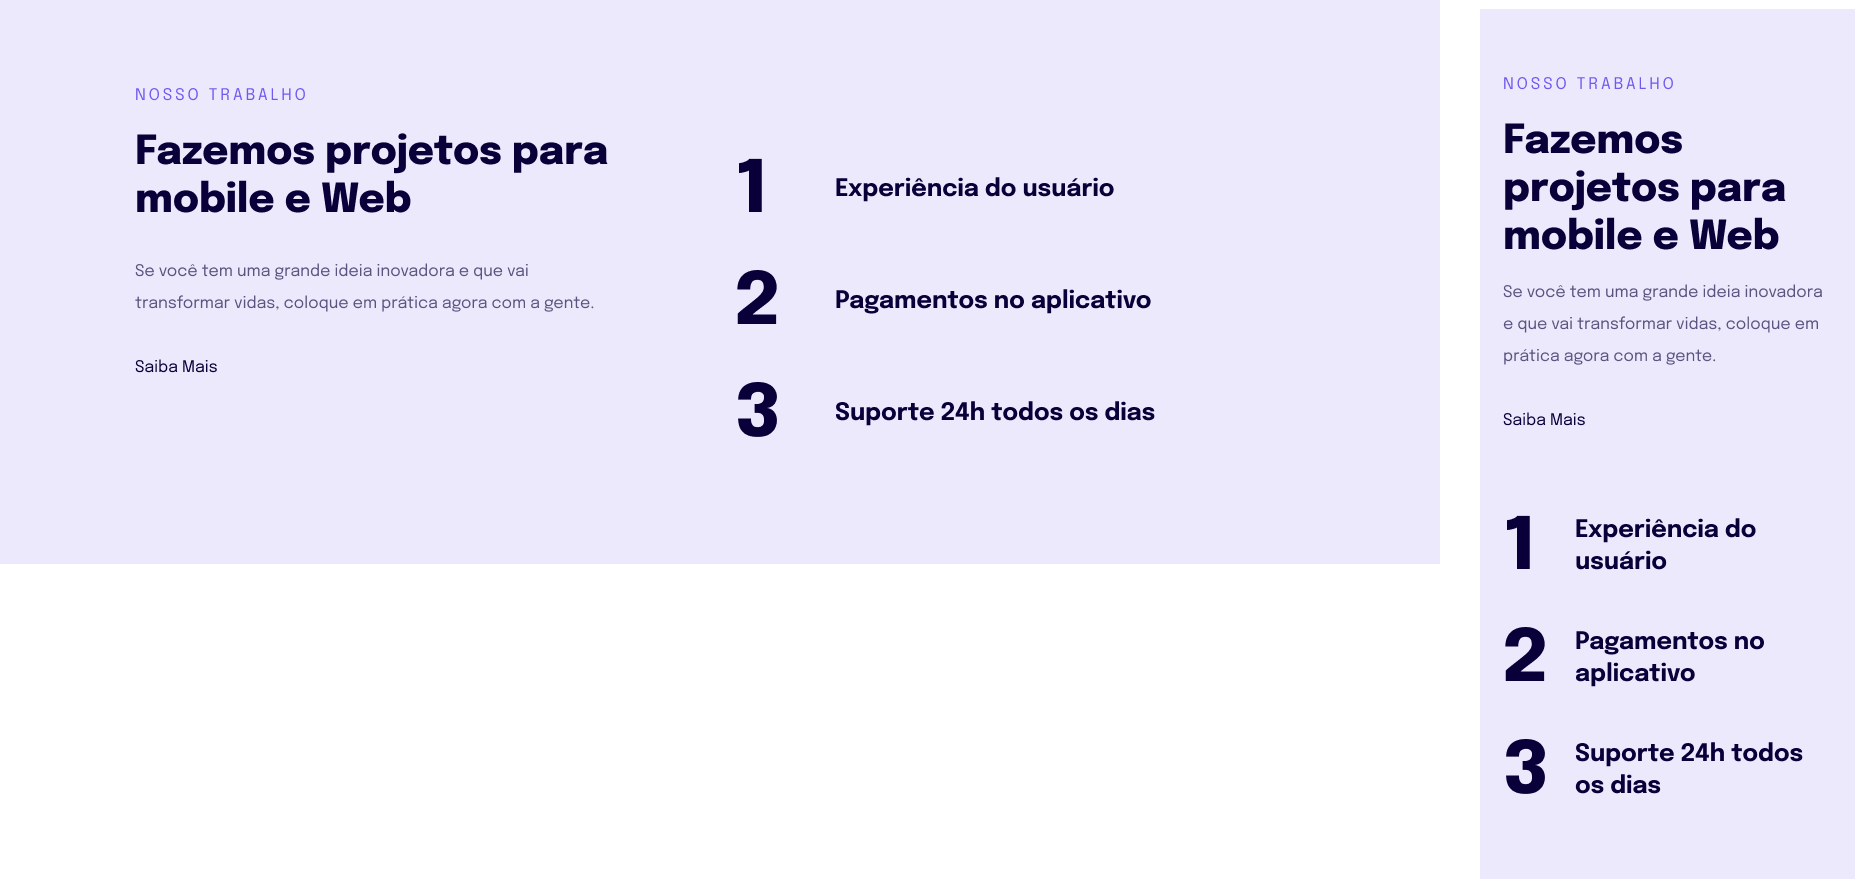 NOSSO TRABALHO
Fazemos projetos para
mobile e Web
Se você tem uma grande ideia inovadora e que vai
transformar vidas, coloque em prática agora com a gente.
Saiba Mais
1 Experiência do usuário
2 Pagamentos no aplicativo
3 Suporte 24h todos os dias
NOSSO TRABALHO
Fazemos
projetos para
mobile e Web
Se você tem uma grande ideia inovadora
e que vai transformar vidas, coloque em
prática agora com a gente.
Saiba Mais
1 Experiência do
usuário
2 Pagamentos no
aplicativo
3 Suporte 24h todos
os dias